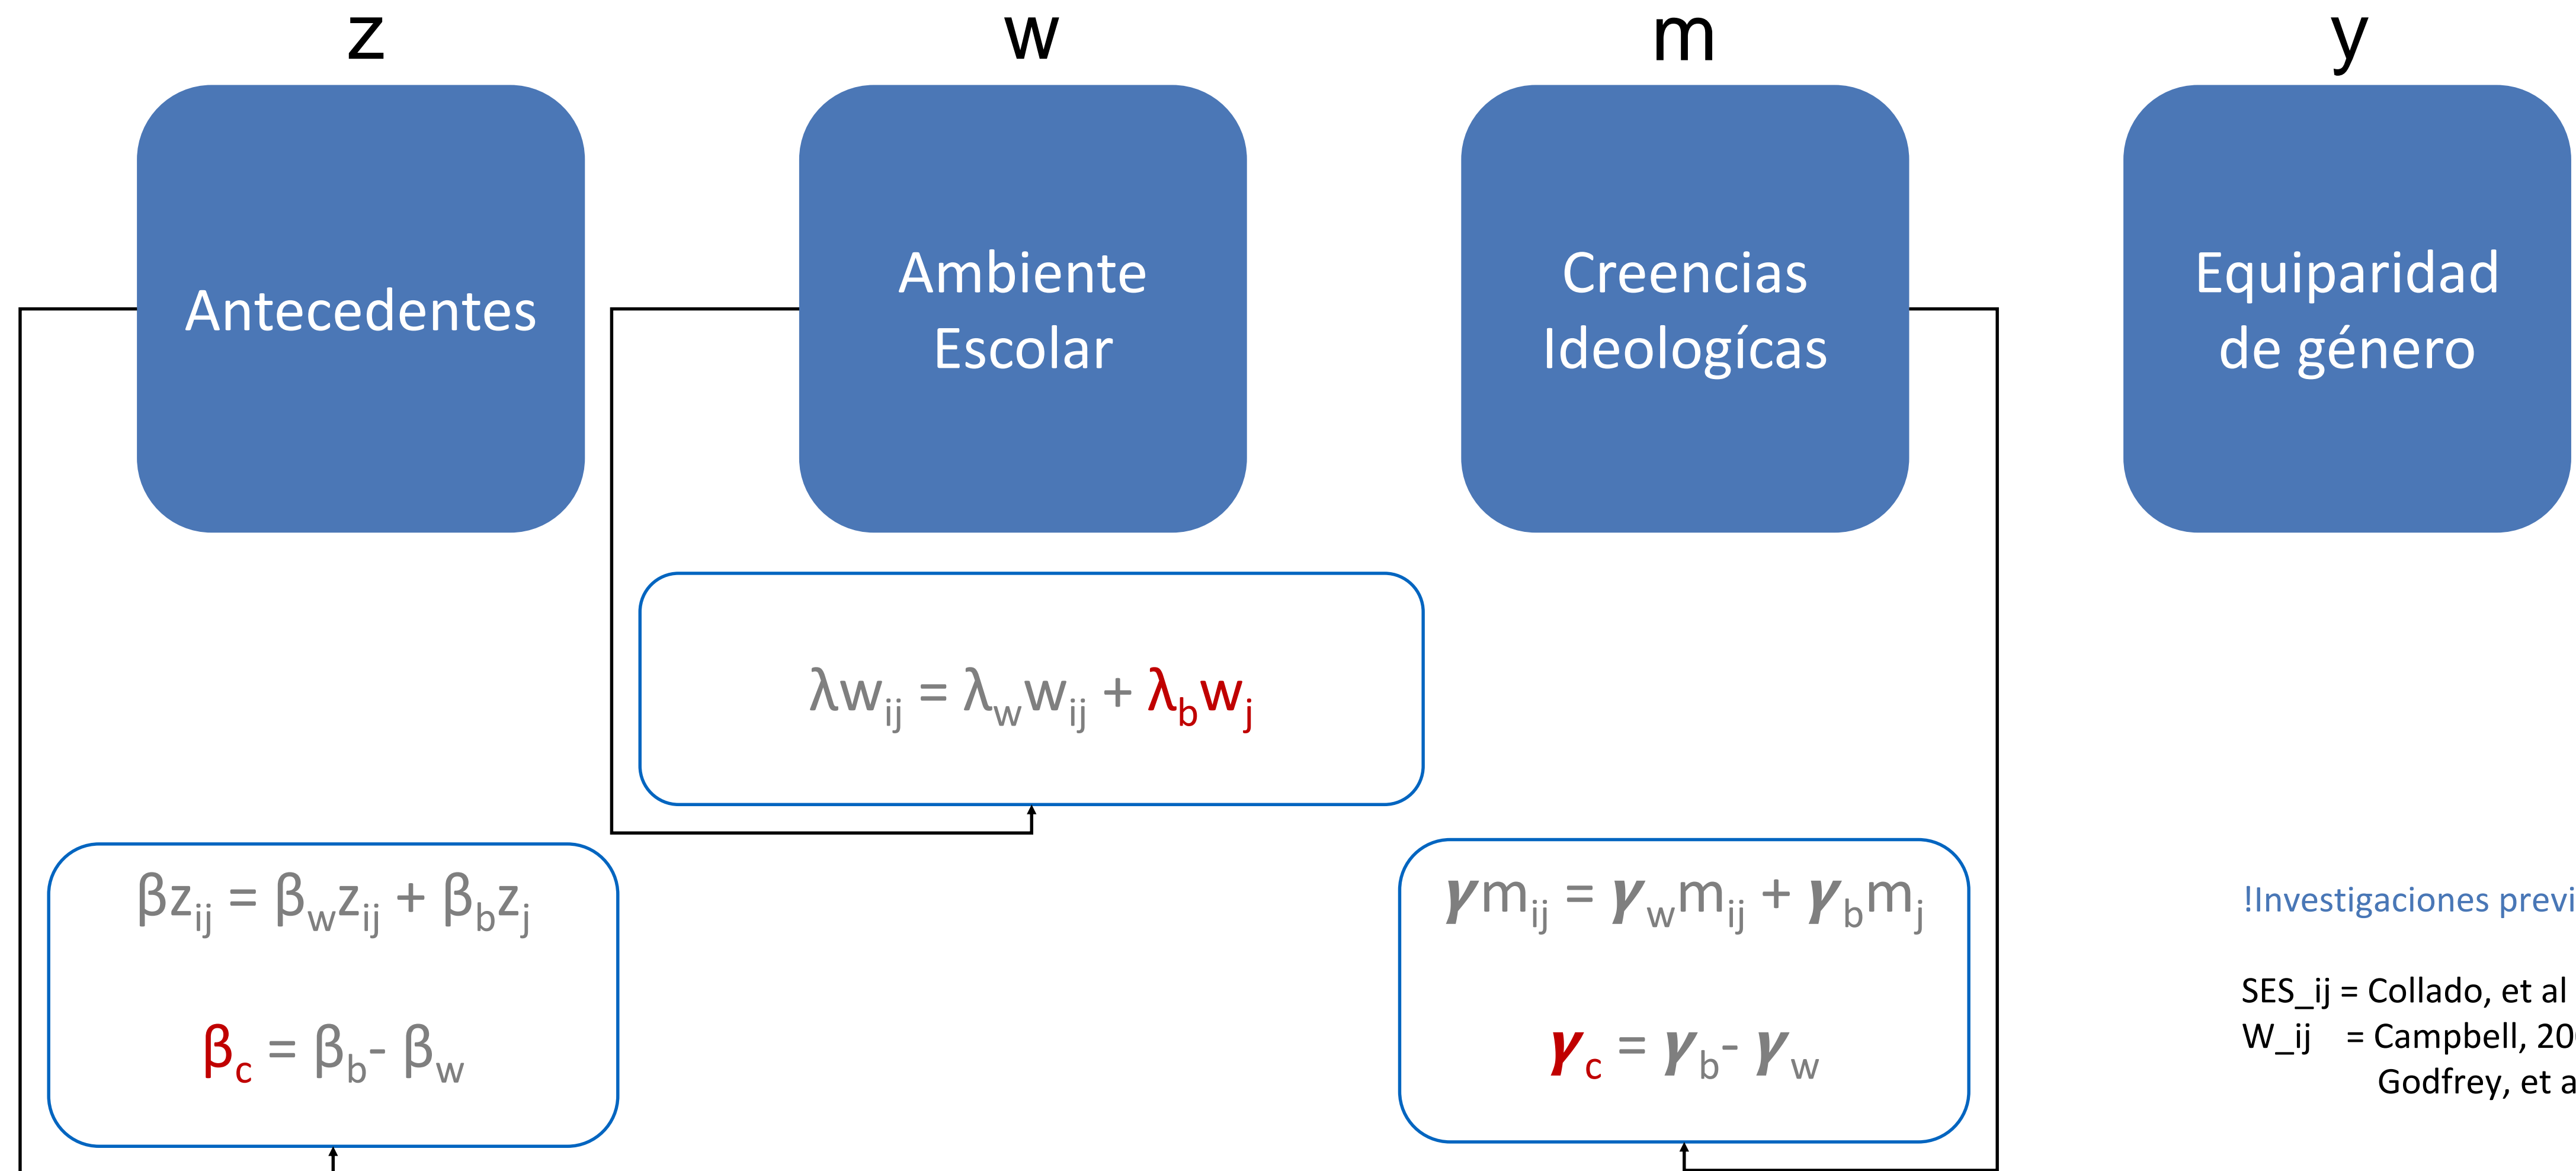 z
w
m
y
Antecedentes
Ambiente
Escolar
Creencias
Ideologícas
Equiparidad
de género
λw_ij = λ_w w_ij + λ_b w_j
βz_ij = β_w z_ij + β_b z_j
β_c = β_b - β_w
γm_ij = γ_w m_ij + γ_b m_j
γ_c = γ_b - γ_w
!Investigaciones
SES_ij = Collado, et al
W_ij = Campbell,
Godfrey, et